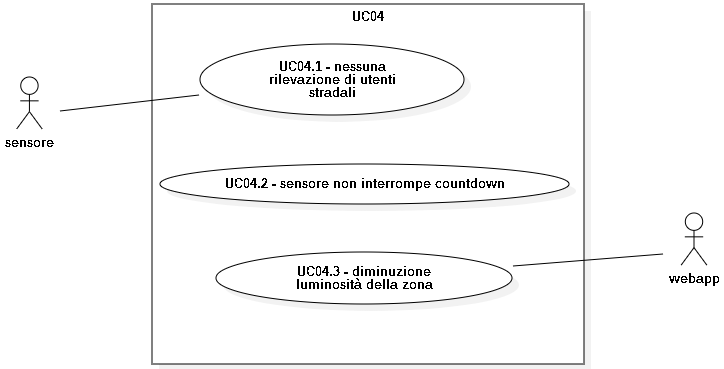 UC04
UC04.1 - nessuna
rilevazione di utenti
stradali
sensore
UC04.2 - sensore non interrompe countdown
UC04.3 - diminuzione
luminosità della zona
webapp